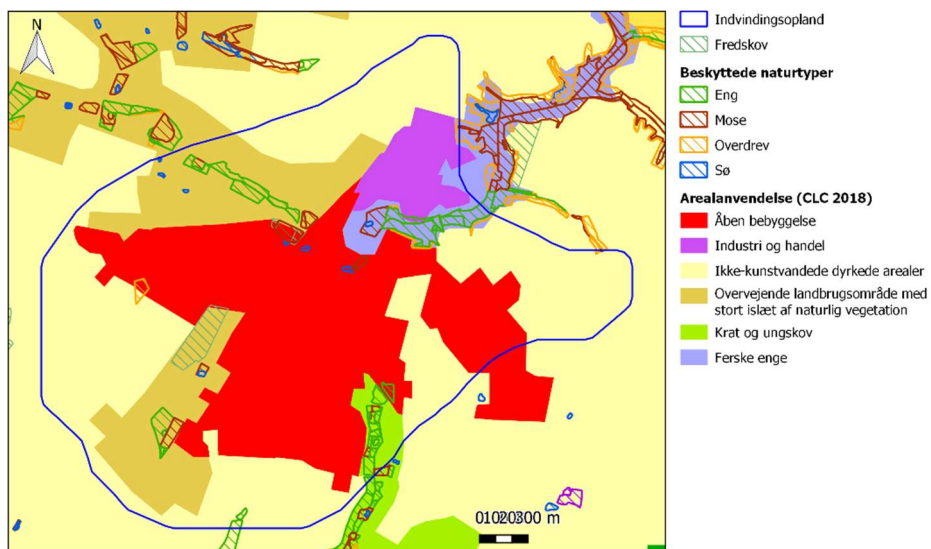 N
Indvindingsopland
Fredskov
Beskyttede naturtyper
Eng
Mose
Overdrev
Sø
Arealanvendelse (CLC 2018)
Åben bebyggelse
Industri og handel
Ikke-kunstvandede dyrkede arealer
Overvejende landbrugsområde med
stort islæt af naturlig vegetation
Krat og ungskov
Ferske enge
0100200300 m